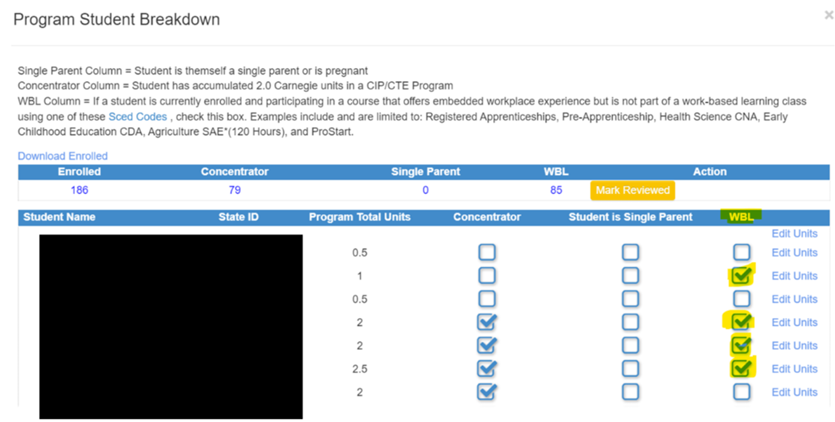 Program Student Breakdown
×
Single Parent Column = Student is themself a single parent or is pregnant
Concentrator Column = Student has accumulated 2.0 Carnegie units in a CIP/CTE Program
WBL Column = If a student is currently enrolled and participating in a course that offers embedded workplace experience but is not part of a work-based learning class
using one of these Sced Codes , check this box. Examples include and are limited to: Registered Apprenticeships, Pre-Apprenticeship, Health Science CNA, Early
Childhood Education CDA, Agriculture SAE*(120 Hours), and ProStart.
Download Enrolled
Enrolled Concentrator Single Parent WBL Action
186 79 0 85 Mark Reviewed
Student Name State ID Program Total Units Concentrator Student is Single Parent WBL
Edit Units
0.5 Edit Units
1 Edit Units
0.5 Edit Units
2 Edit Units
2 Edit Units
2.5 Edit Units
2 Edit Units